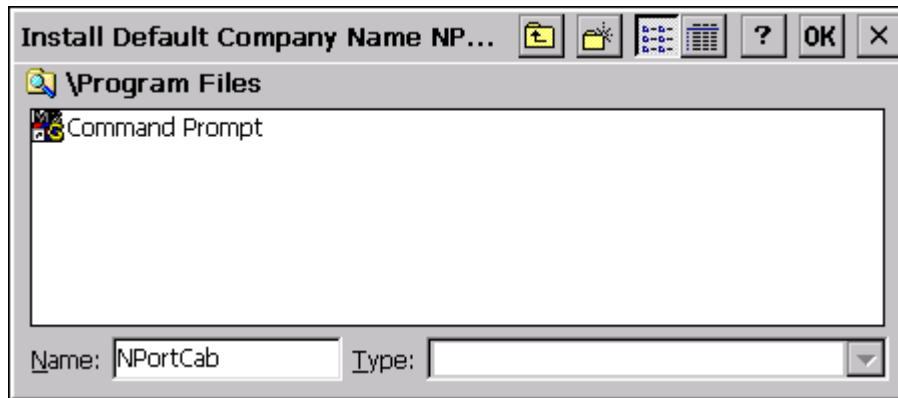 Install Default Company Name NP... ? OK ×
\Program Files
Command Prompt
Name: NPortCab Type: